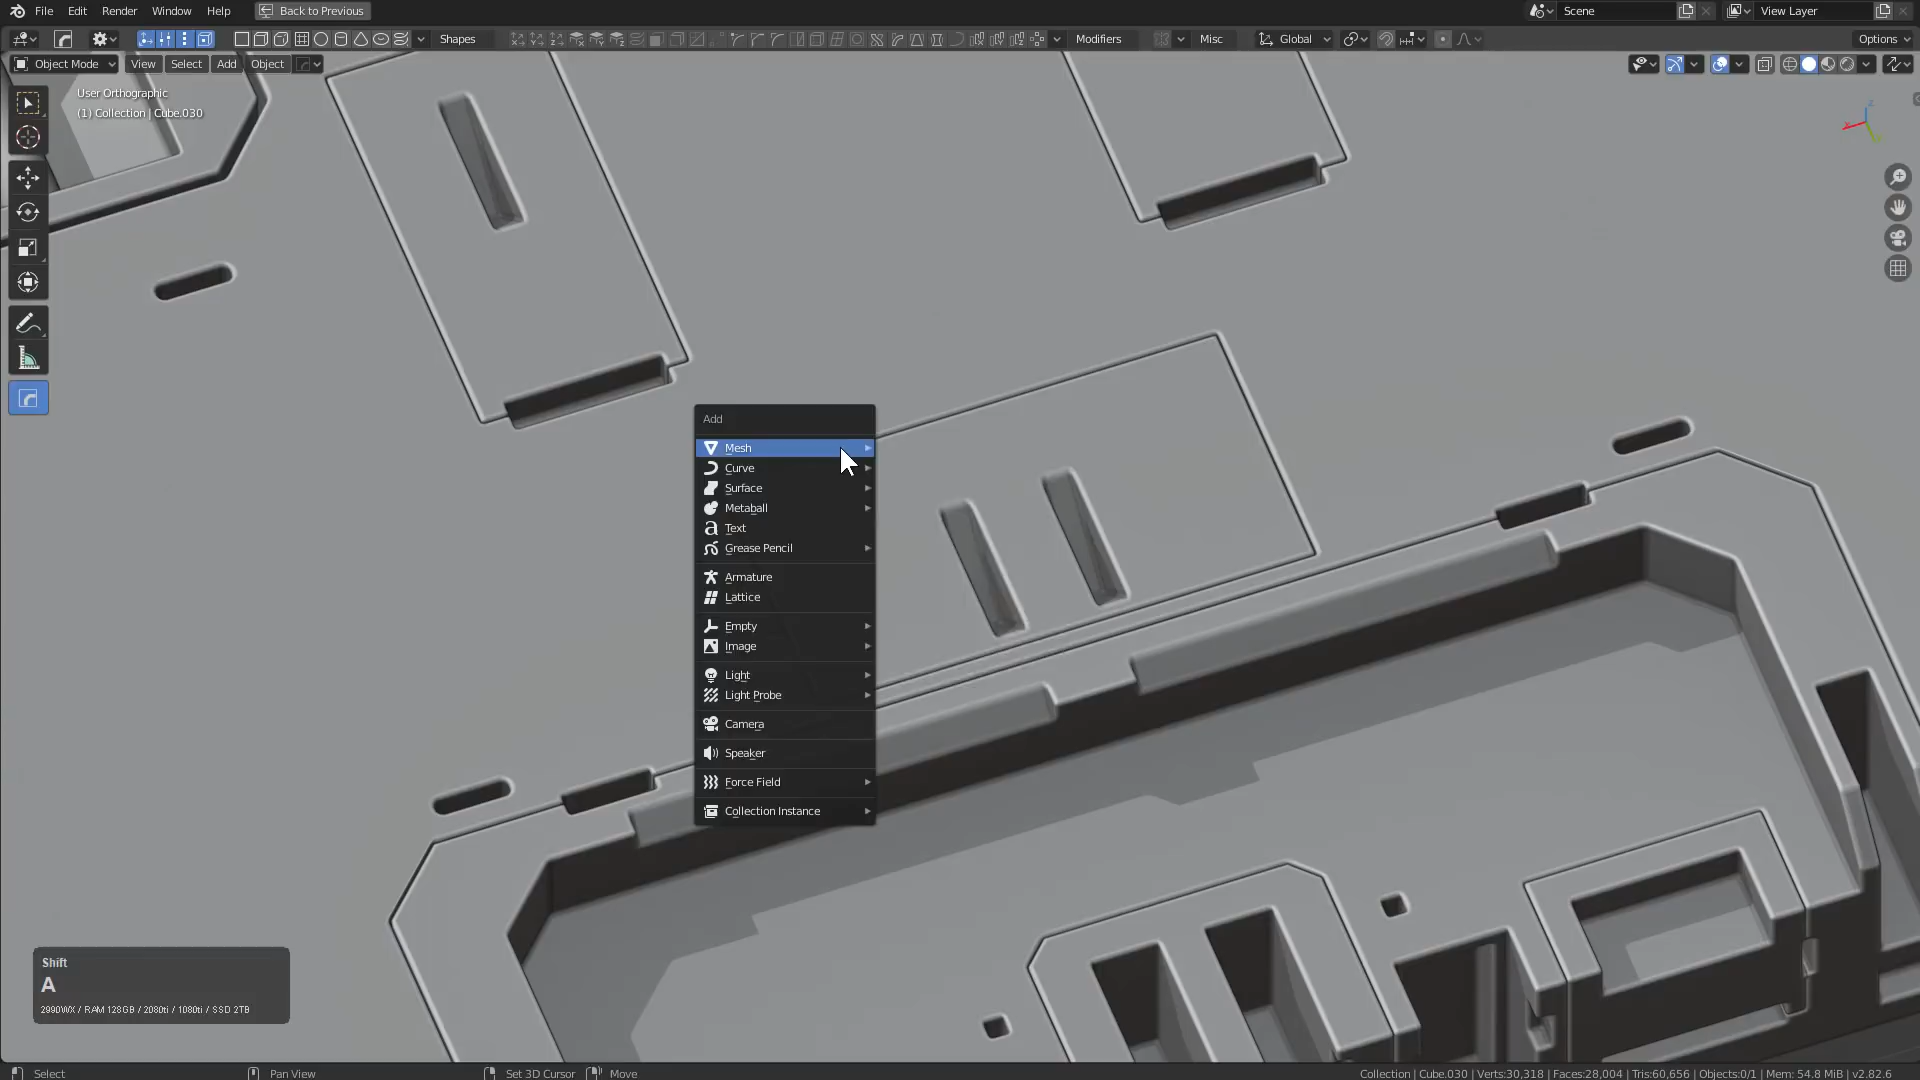 File Edit Render Window Help Back to Previous Scene View Layer
Shapes Modifiers Misc Global Options
Object Mode View Select Add Object
User Orthographic
(1) Collection | Cube.030
Add
Mesh
Curve
Surface
Metaball
Text
Grease Pencil
Armature
Lattice
Empty
Image
Light
Light Probe
Camera
Speaker
Force Field
Collection Instance
Shift
A
2990WX / RAM 128GB / 2080ti / 1080ti / SSD 2TB
Select Pan View Set 3D Cursor Move Collection | Cube.030 | Verts:30,318 | Faces:28,004 | Tris:60,656 | Objects:0/1 | Mem: 54.8 MiB | v2.82.6